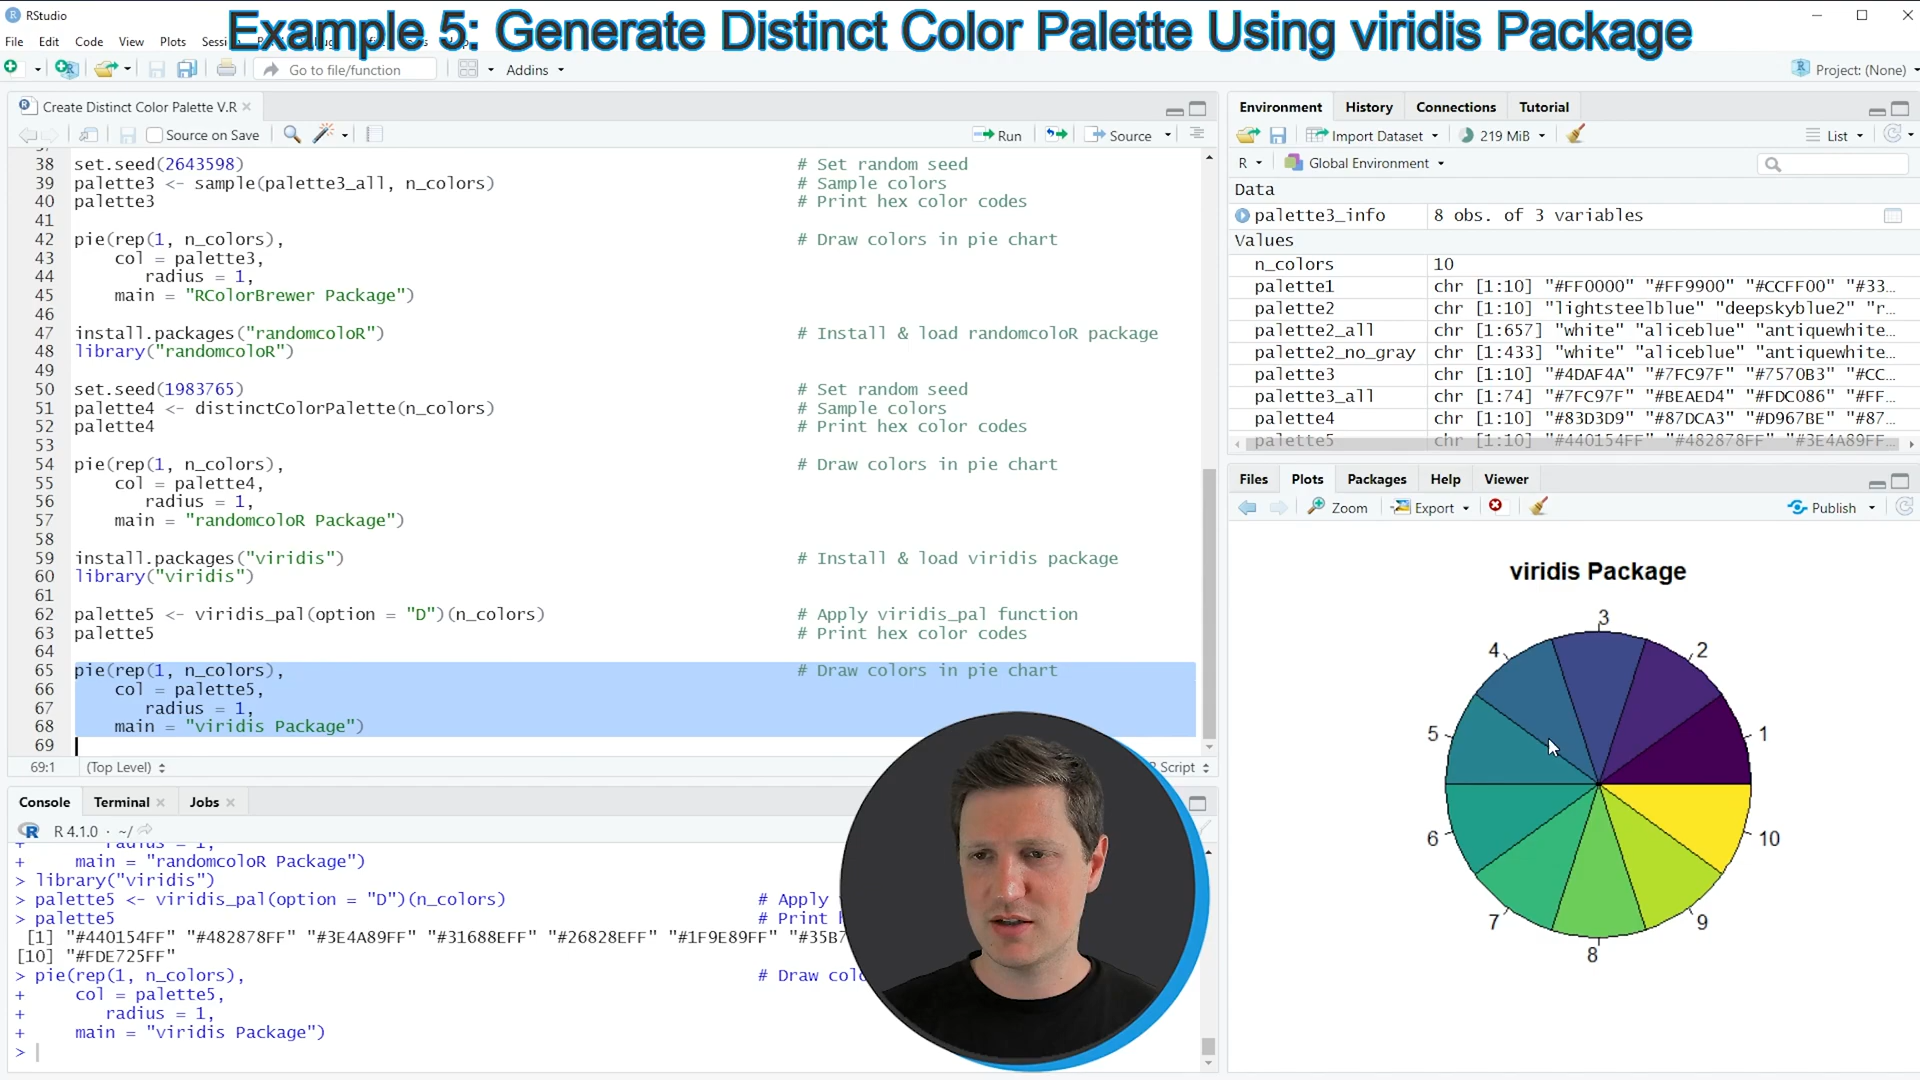 RStudio
Example 5: Generate Distinct Color Palette Using viridis Package
File Edit Code View Plots
Go to file/function
Addins
Project: (None)
Create Distinct Color Palette V.R
Source on Save
Run
Source
38 set.seed(2643598) # Set random seed
39 palette3 <- sample(palette3_all, n_colors) # Sample colors
40 palette3 # Print hex color codes
41
42 pie(rep(1, n_colors), # Draw colors in pie chart
43 col = palette3,
44 radius = 1,
45 main = "RColorBrewer Package")
46
47 install.packages("randomcoloR") # Install & load randomcoloR package
48 library("randomcoloR")
49
50 set.seed(1983765) # Set random seed
51 palette4 <- distinctColorPalette(n_colors) # Sample colors
52 palette4 # Print hex color codes
53
54 pie(rep(1, n_colors), # Draw colors in pie chart
55 col = palette4,
56 radius = 1,
57 main = "randomcoloR Package")
58
59 install.packages("viridis") # Install & load viridis package
60 library("viridis")
61
62 palette5 <- viridis_pal(option = "D")(n_colors) # Apply viridis_pal function
63 palette5 # Print hex color codes
64
65 pie(rep(1, n_colors), # Draw colors in pie chart
66 col = palette5,
67 radius = 1,
68 main = "viridis Package")
69
69:1 (Top Level) Script
Console Terminal Jobs
R 4.1.0 · ~/
+ radius = 1,
+ main = "randomcoloR Package")
> library("viridis")
> palette5 <- viridis_pal(option = "D")(n_colors) # Apply
> palette5 # Print
[1] "#440154FF" "#482878FF" "#3E4A89FF" "#31688EFF" "#26828EFF" "#1F9E89FF" "#35B7
[10] "#FDE725FF"
> pie(rep(1, n_colors), # Draw
+ col = palette5,
+ radius = 1,
+ main = "viridis Package")
>
Environment History Connections Tutorial
Import Dataset 219 MiB List
R Global Environment
Data
palette3_info 8 obs. of 3 variables
Values
n_colors 10
palette1 chr [1:10] "#FF0000" "#FF9900" "#CCFF00" "#33…
palette2 chr [1:10] "lightsteelblue" "deepskyblue2" "r…
palette2_all chr [1:657] "white" "aliceblue" "antiquewhite…
palette2_no_gray chr [1:433] "white" "aliceblue" "antiquewhite…
palette3 chr [1:10] "#4DAF4A" "#7FC97F" "#7570B3" "#CC…
palette3_all chr [1:74] "#7FC97F" "#BEAED4" "#FDC086" "#FF…
palette4 chr [1:10] "#83D3D9" "#87DCA3" "#D967BE" "#87…
palette5 chr [1:10] "#440154FF" "#482878FF" "#3E4A89FF…
Files Plots Packages Help Viewer
Zoom Export Publish
viridis Package
3
4
2
5
1
6
10
7
9
8